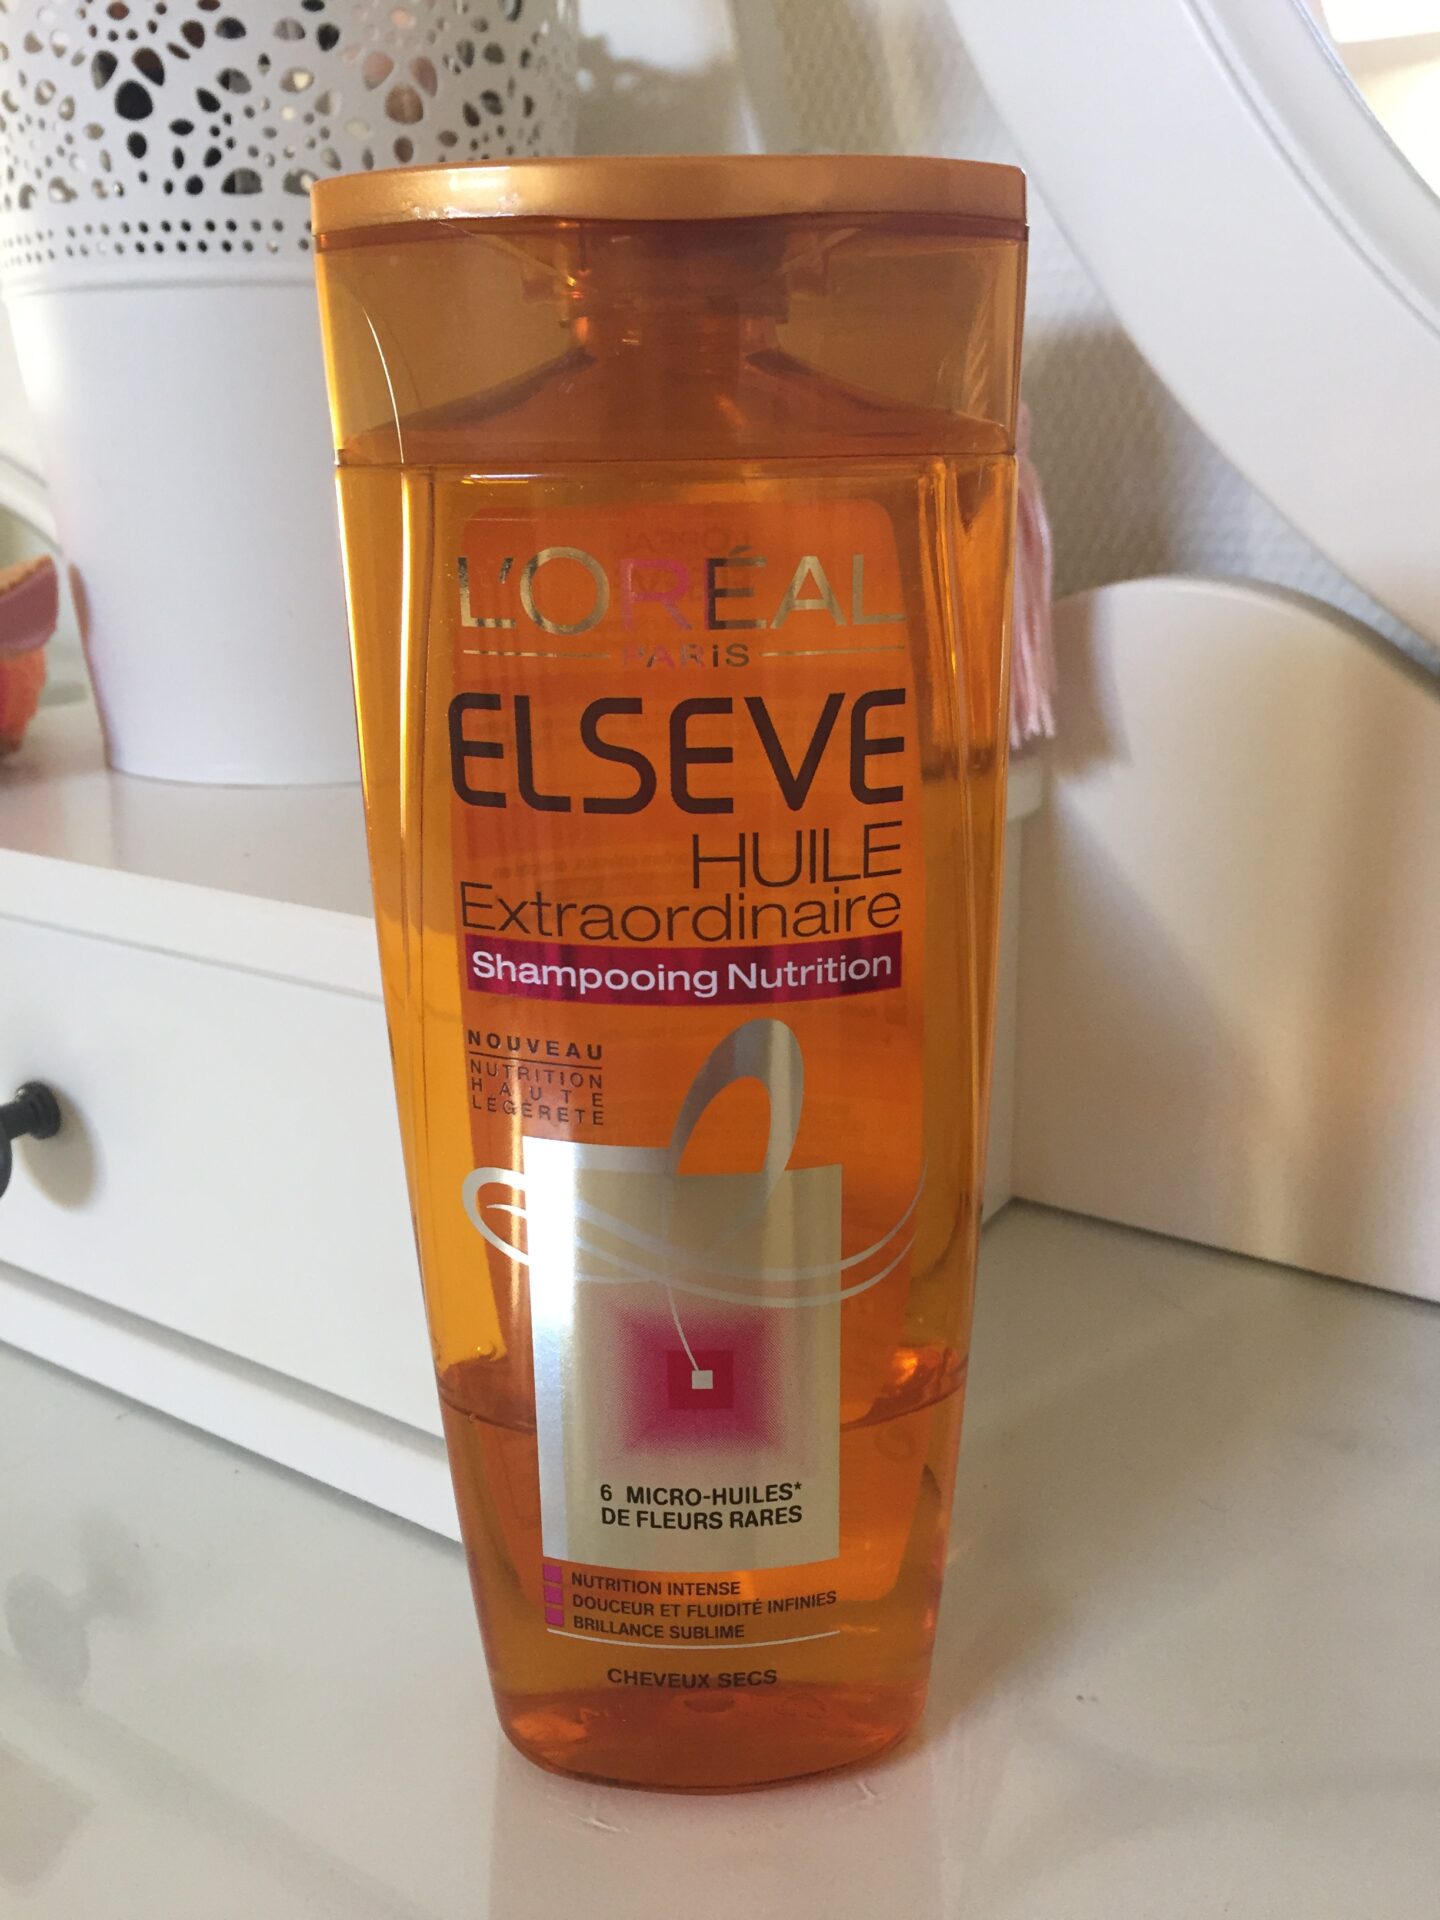 L'ORÉAL
PARIS
ELSEVE
HUILE
Extraordinaire
Shampooing Nutrition
NOUVEAU
NUTRITION
HAUTE
LÉGÈRETÉ
6 MICRO-HUILES*
DE FLEURS RARES
NUTRITION INTENSE
DOUCEUR ET FLUIDITÉ INFINIES
BRILLANCE SUBLIME
CHEVEUX SECS